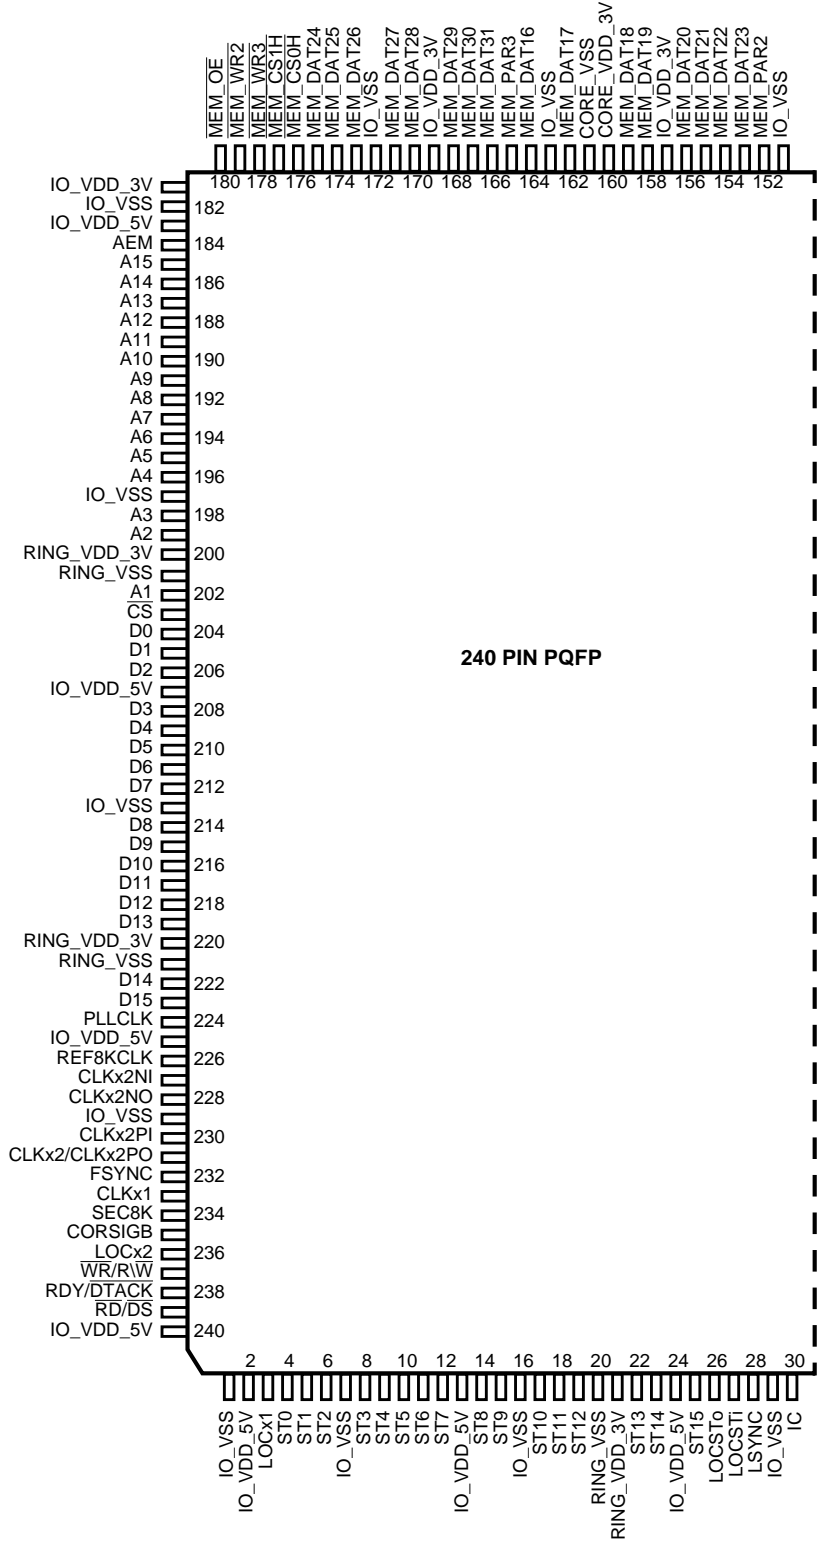 MEM_OE
MEM_WR2
MEM_WR3
MEM_CS1H
MEM_CS0H
MEM_DAT24
MEM_DAT25
MEM_DAT26
IO_VSS
MEM_DAT27
MEM_DAT28
IO_VDD_3V
MEM_DAT29
MEM_DAT30
MEM_DAT31
MEM_PAR3
MEM_DAT16
IO_VSS
MEM_DAT17
CORE_VSS
CORE_VDD_3V
MEM_DAT18
MEM_DAT19
IO_VDD_3V
MEM_DAT20
MEM_DAT21
MEM_DAT22
MEM_DAT23
MEM_PAR2
IO_VSS
180 178 176 174 172 170 168 166 164 162 160 158 156 154 152
IO_VDD_3V
IO_VSS 182
IO_VDD_5V
AEM 184
A15
A14 186
A13
A12 188
A11
A10 190
A9
A8 192
A7
A6 194
A5
A4 196
IO_VSS
A3 198
A2
RING_VDD_3V 200
RING_VSS
A1 202
CS
D0 204
D1
240 PIN PQFP
D2 206
IO_VDD_5V
D3 208
D4
D5 210
D6
D7 212
IO_VSS
D8 214
D9
D10 216
D11
D12 218
D13
RING_VDD_3V 220
RING_VSS
D14 222
D15
PLLCLK 224
IO_VDD_5V
REF8KCLK 226
CLKx2NI
CLKx2NO 228
IO_VSS
CLKx2PI 230
CLKx2/CLKx2PO
FSYNC 232
CLKx1
SEC8K 234
CORSIGB
LOCx2 236
WR/R\W
RDY/DTACK 238
RD/DS
IO_VDD_5V 240
2 4 6 8 10 12 14 16 18 20 22 24 26 28 30
IO_VSS
IO_VDD_5V
LOCx1
ST0
ST1
ST2
IO_VSS
ST3
ST4
ST5
ST6
ST7
IO_VDD_5V
ST8
ST9
IO_VSS
ST10
ST11
ST12
RING_VSS
RING_VDD_3V
ST13
ST14
IO_VDD_5V
ST15
LOCSTo
LOCSTi
LSYNC
IO_VSS
IC